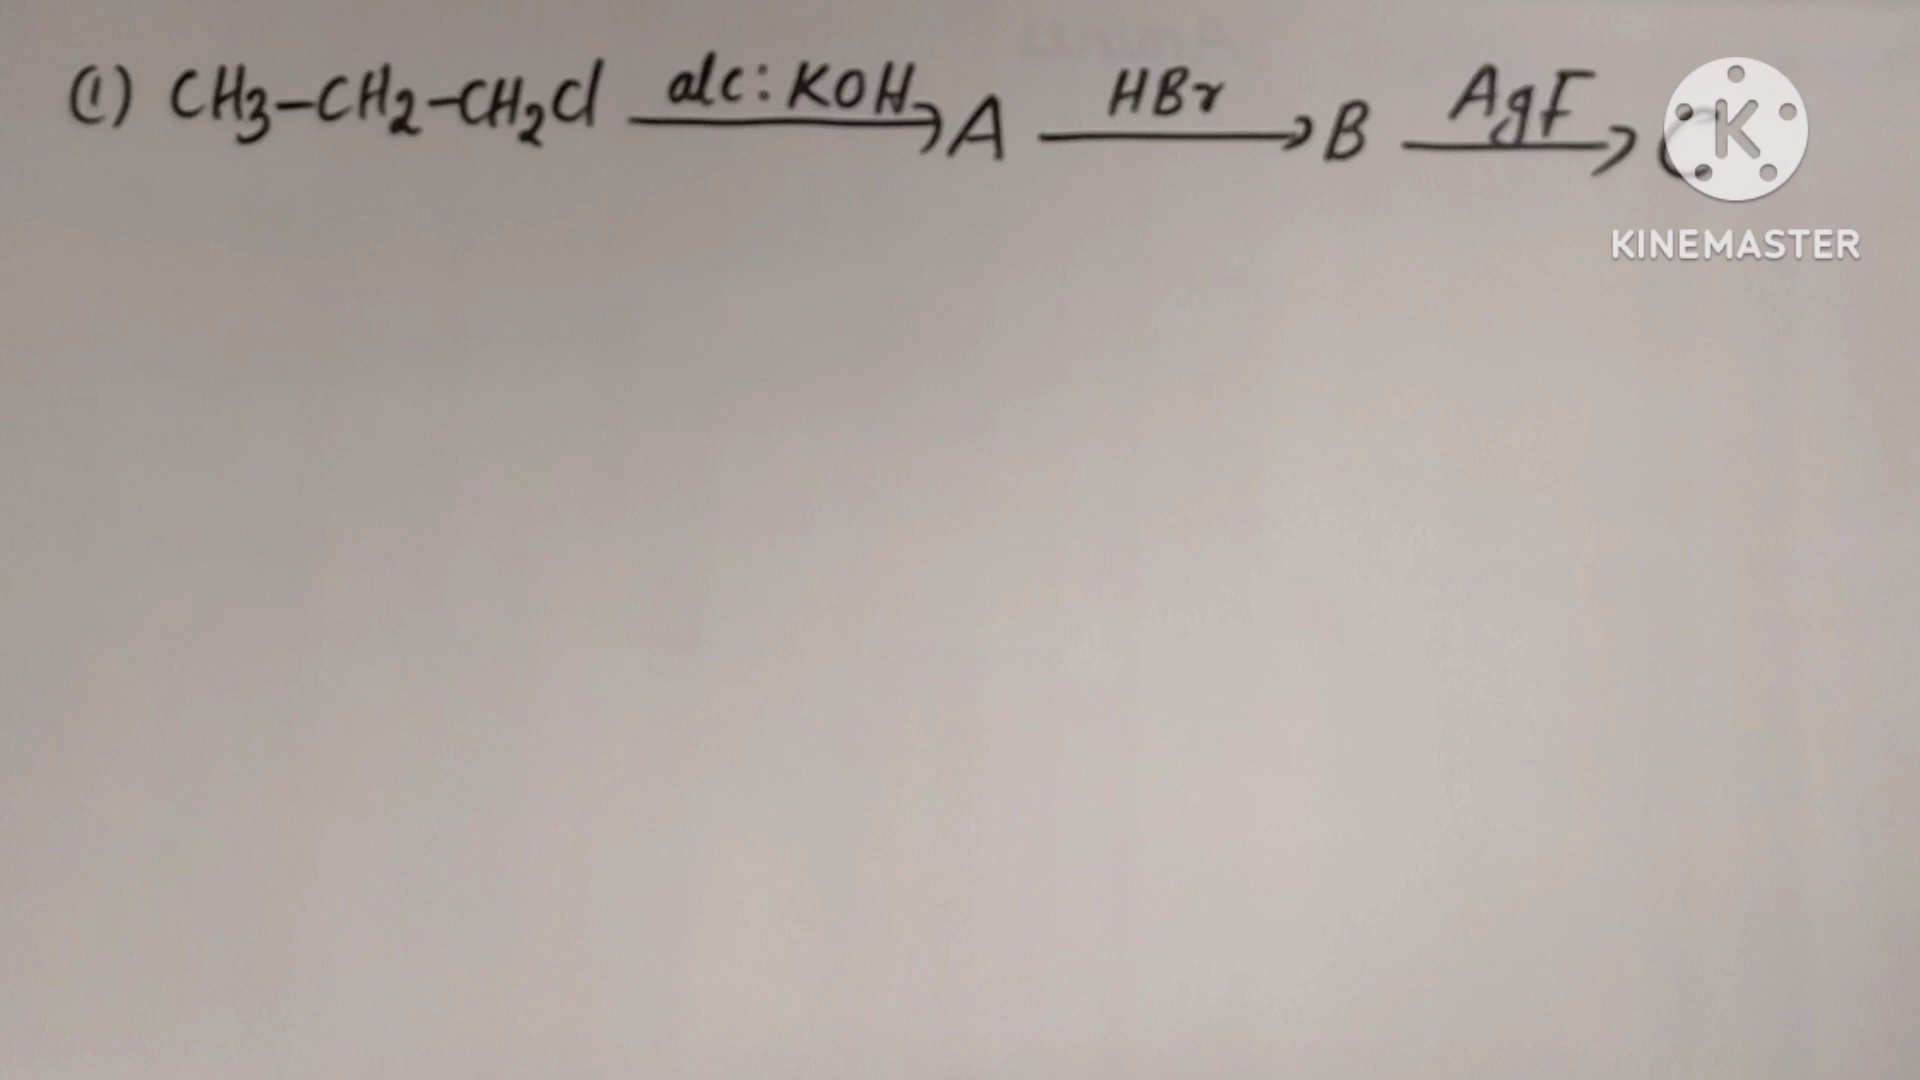 (1) CH3-CH2-CH2Cl alc: KOH → A HBr → B AgF → C
K
KINEMASTER